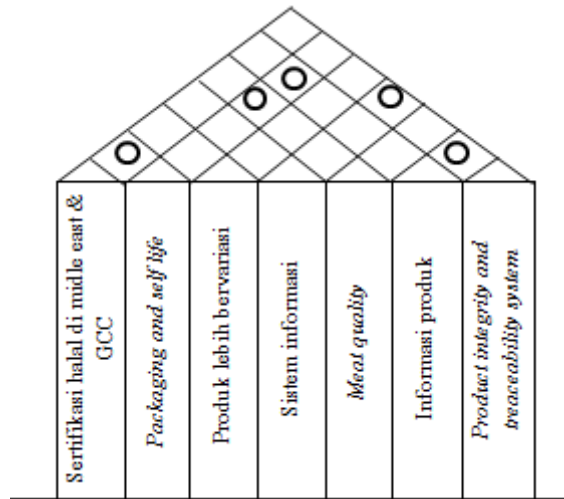 Sertifikasi halal di midle east &
GCC
Packaging and self life
Produk lebih bervariasi
Sistem informasi
Meat quality
Informasi produk
Product integrity and
treaceability system